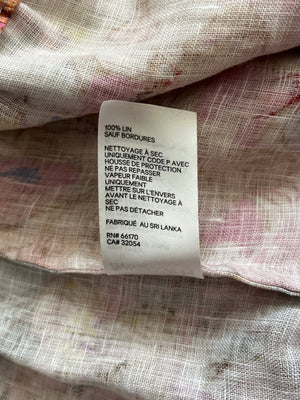 100% LIN
SAUF BORDURES
NETTOYAGE À SEC
UNIQUEMENT CODE P AVEC
HOUSSE DE PROTECTION
NE PAS REPASSER
VAPEUR FAIBLE
UNIQUEMENT
METTRE SUR L'ENVERS
AVANT LE NETTOYAGE À
SEC
NE PAS DÉTACHER
FABRIQUÉ AU SRI LANKA
RN# 66170
CA# 32054